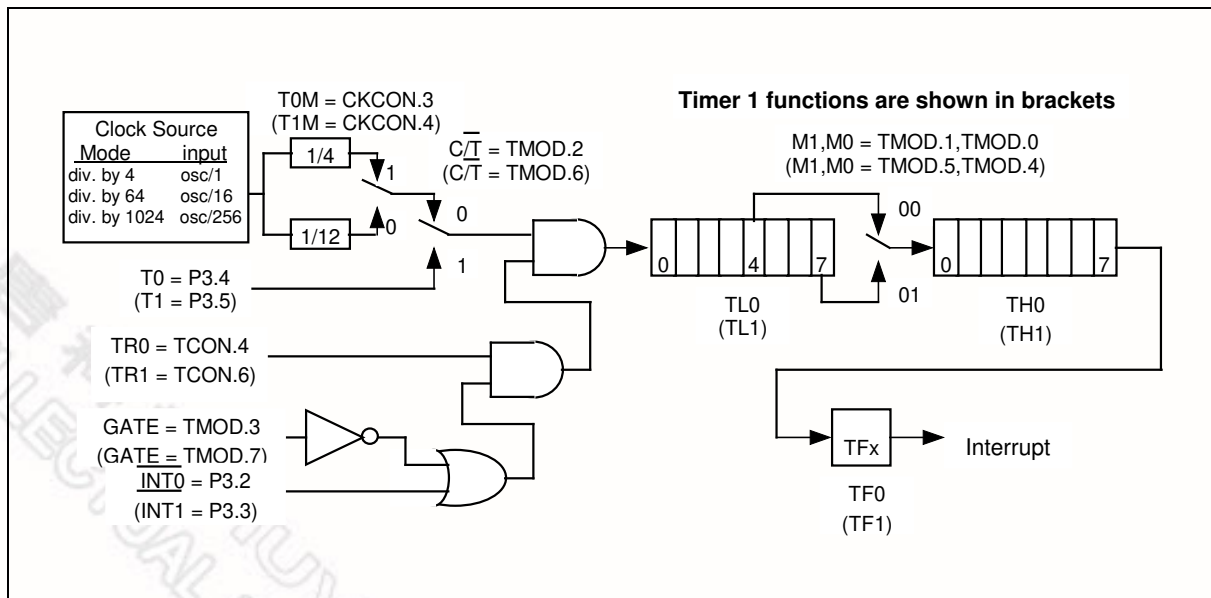 T0M = CKCON.3
(T1M = CKCON.4)
Timer 1 functions are shown in brackets
Clock Source
Mode input
div. by 4 osc/1
div. by 64 osc/16
div. by 1024 osc/256
1/4
1/12
1
0
C/T̅ = TMOD.2
(C/T̅ = TMOD.6)
0
1
M1,M0 = TMOD.1,TMOD.0
(M1,M0 = TMOD.5,TMOD.4)
00
01
0 4 7
TL0
(TL1)
0 7
TH0
(TH1)
T0 = P3.4
(T1 = P3.5)
TR0 = TCON.4
(TR1 = TCON.6)
GATE = TMOD.3
(GATE = TMOD.7)
I̅N̅T̅0̅ = P3.2
(I̅N̅T̅1̅ = P3.3)
TFx
Interrupt
TF0
(TF1)